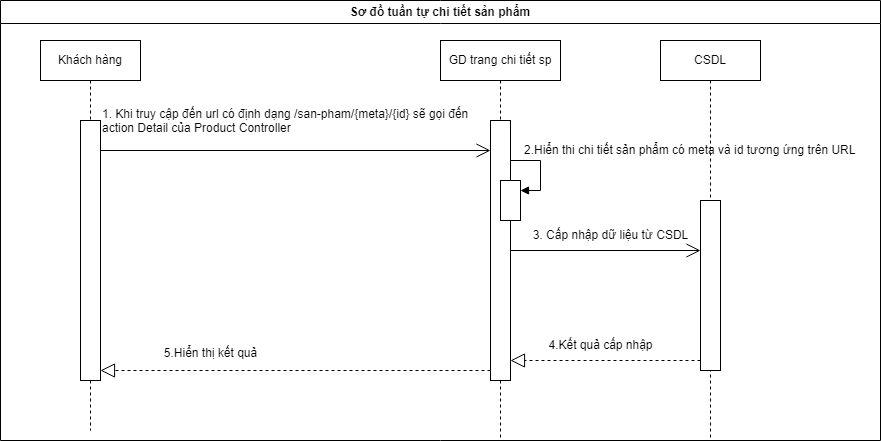 Sơ đồ tuần tự chi tiết sản phẩm
Khách hàng
GD trang chi tiết sp
CSDL
1. Khi truy cập đến url có định dạng /san-pham/{meta}/{id} sẽ gọi đến
action Detail của Product Controller
2.Hiển thi chi tiết sản phẩm có meta và id tương ứng trên URL
3. Cấp nhập dữ liệu từ CSDL
4.Kết quả cấp nhập
5.Hiển thị kết quả